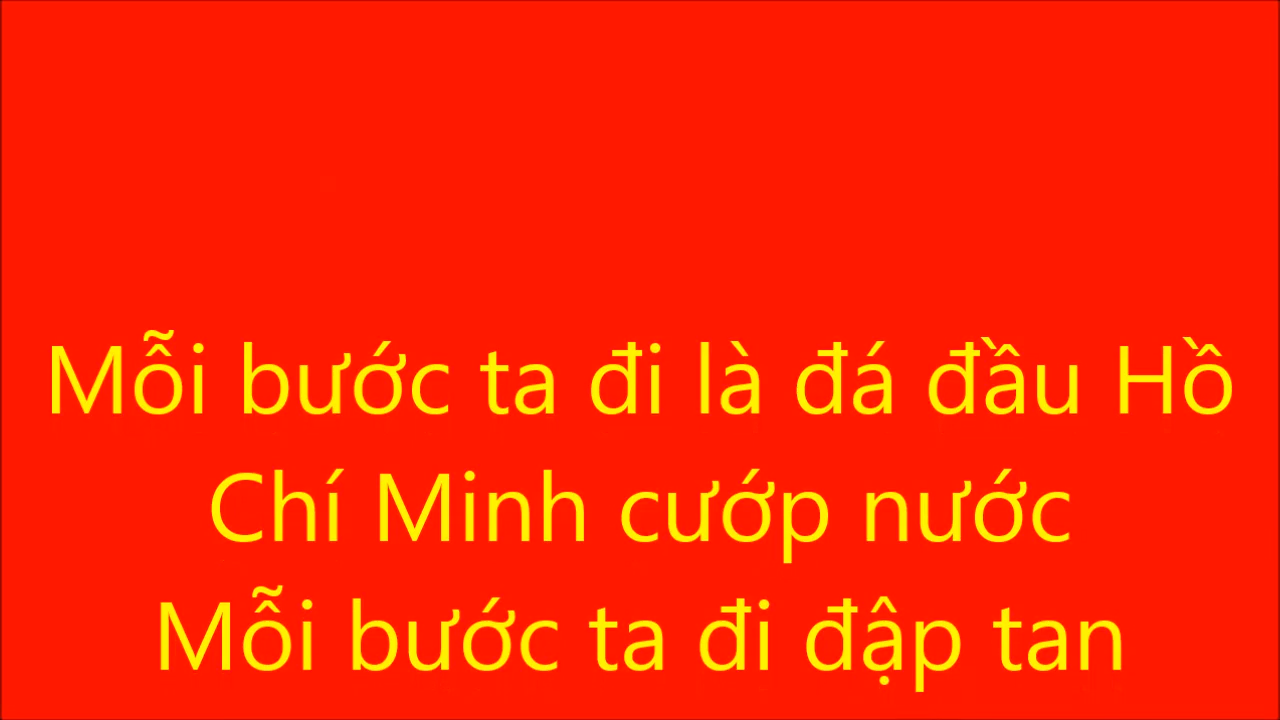 Mỗi bước ta đi là đá đầu Hồ
Chí Minh cướp nước
Mỗi bước ta đi đập tan